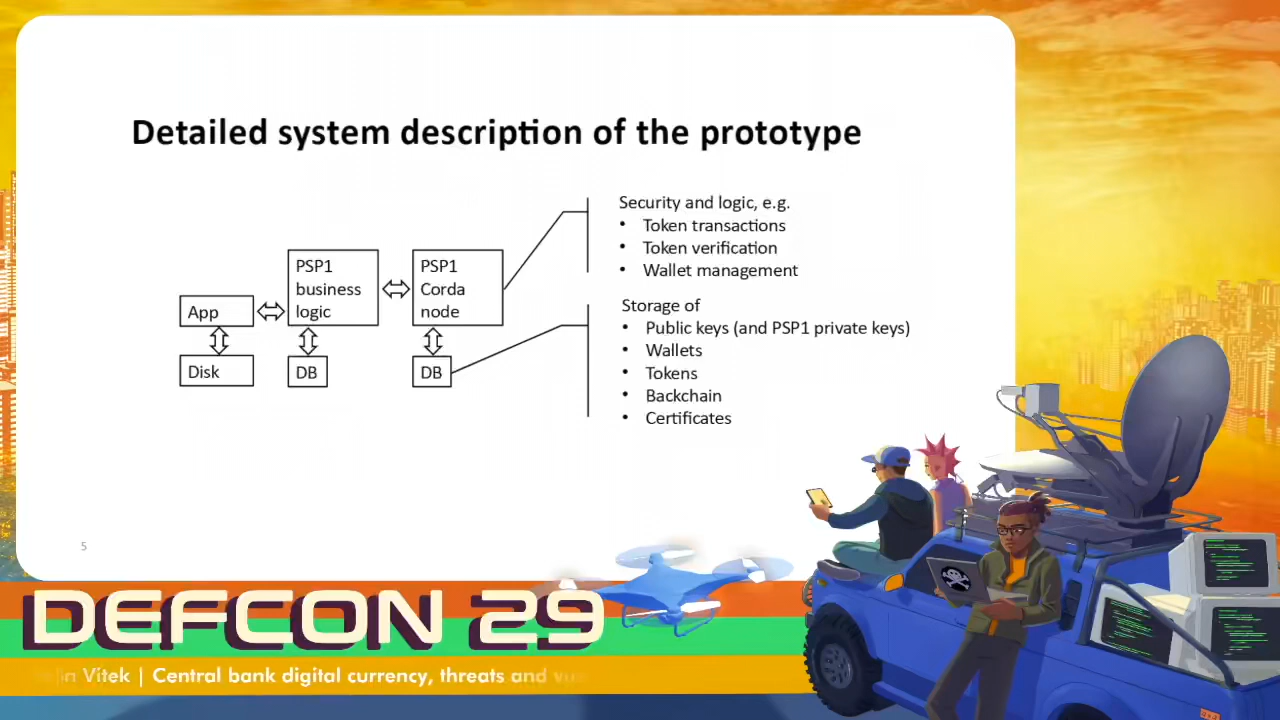 Detailed system description of the prototype
Security and logic, e.g.
• Token transactions
• Token verification
• Wallet management
PSP1
business
logic
PSP1
Corda
node
App
Storage of
• Public keys (and PSP1 private keys)
• Wallets
• Tokens
• Backchain
• Certificates
Disk
DB
DB
5
DEFCON 29
Vitek | Central bank digital currency, threats and